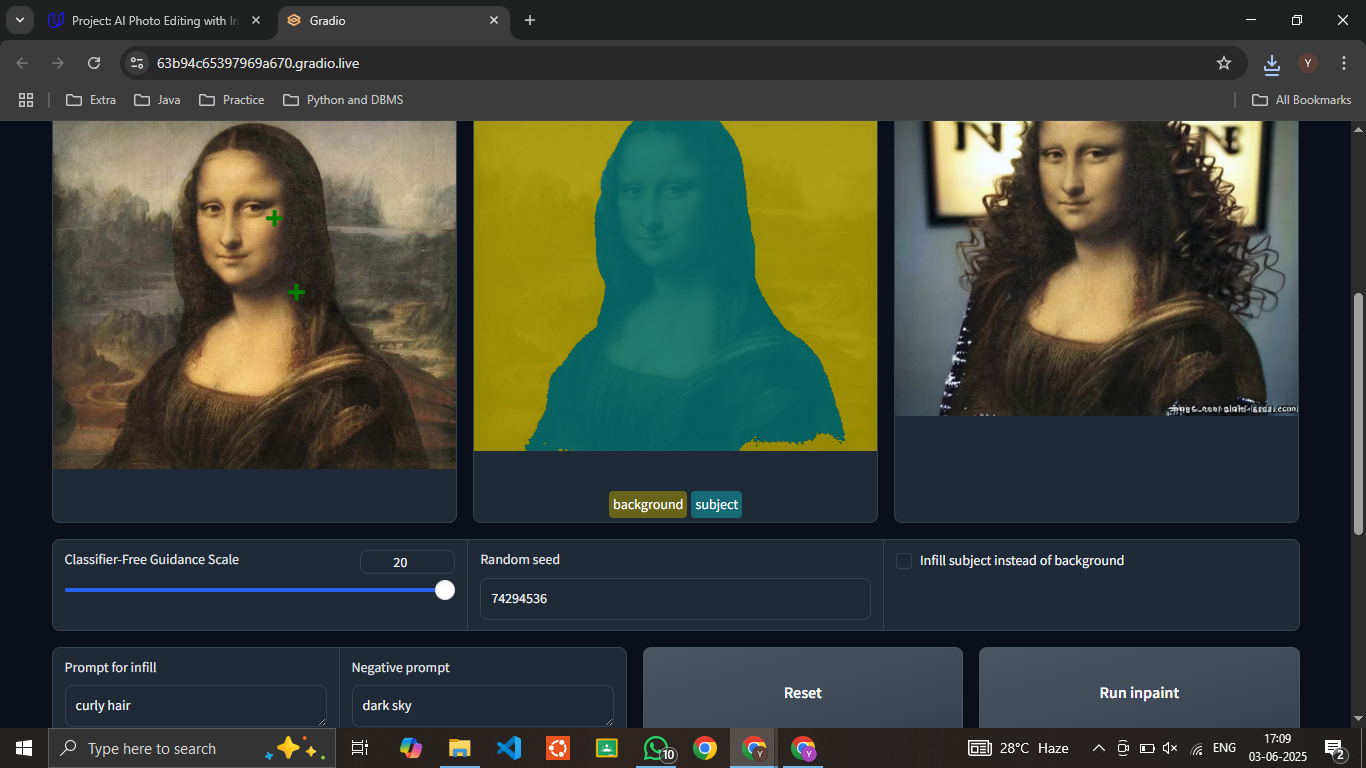 Project: AI Photo Editing with In
Gradio
63b94c65397969a670.gradio.live
Y
Extra
Java
Practice
Python and DBMS
All Bookmarks
background
subject
Classifier-Free Guidance Scale
20
Random seed
74294536
Infill subject instead of background
Prompt for infill
curly hair
Negative prompt
dark sky
Reset
Run inpaint
Type here to search
10
Y
Y
28°C Haze
ENG
17:09
03-06-2025
2